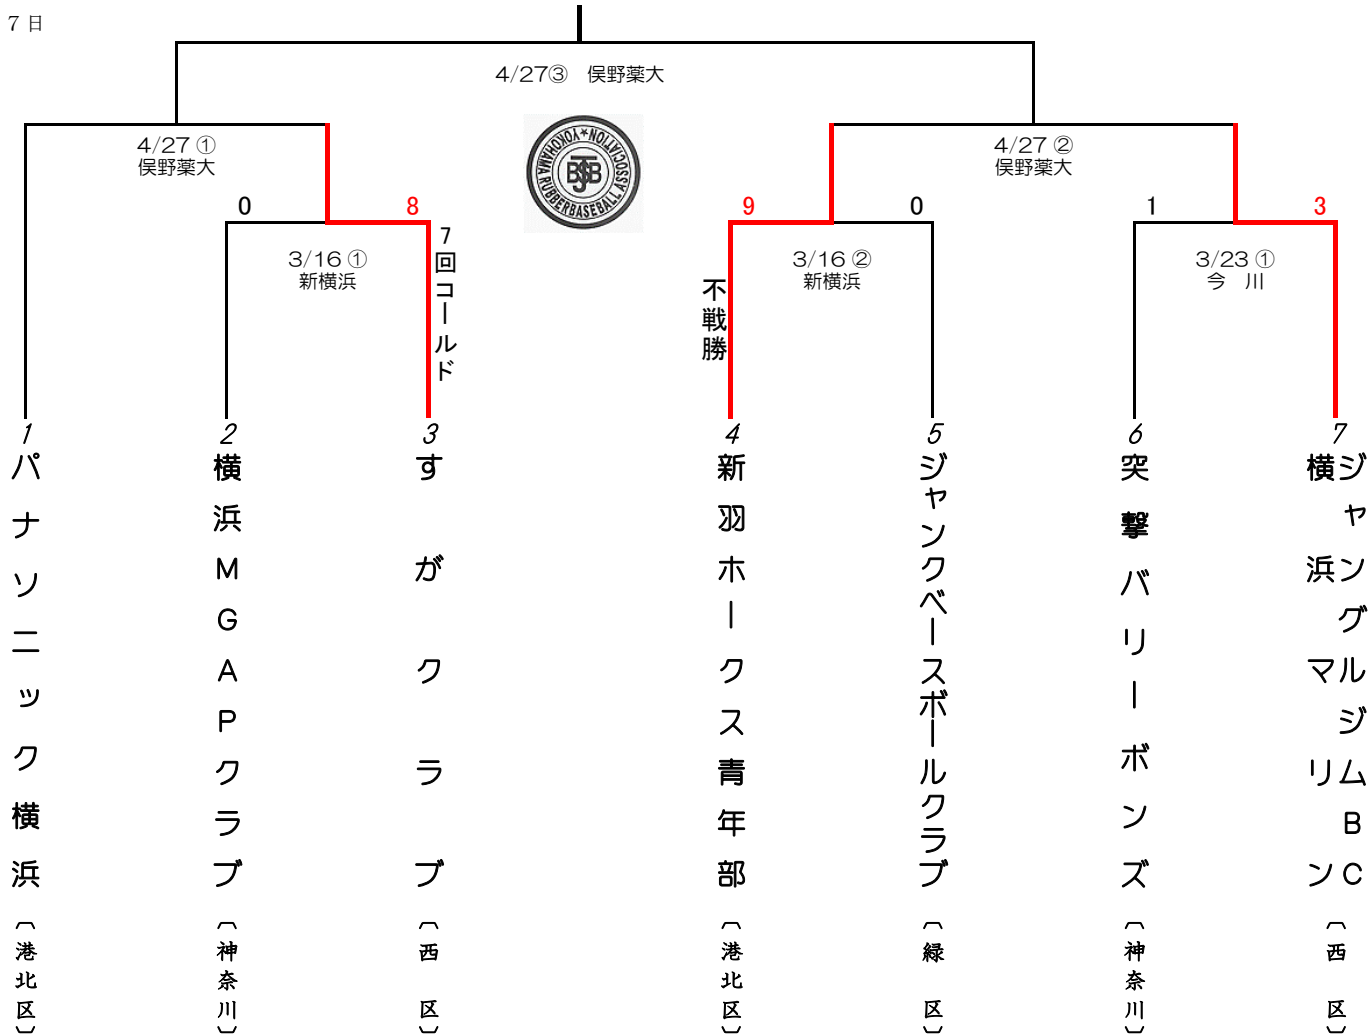 7日
4/27③　俣野薬大
4/27 ①
俣野薬大
YOKOHAMA RUBBERBASEBALL ASSOCIATION
4/27 ②
俣野薬大
0
8
9
0
1
3
3/16 ①
新横浜
7回コールド
不戦勝
3/16 ②
新横浜
3/23 ①
今　川
1
パナソニック横浜
〔港北区〕
2
横浜MGAPクラブ
〔神奈川〕
3
すがクラブ
〔西　区〕
4
新羽ホークス青年部
〔港北区〕
5
ジャンクベースボールクラブ
〔緑　区〕
6
突撃バリーボンズ
〔神奈川〕
7
ジャングルジムBC
横浜マリン
〔西　区〕